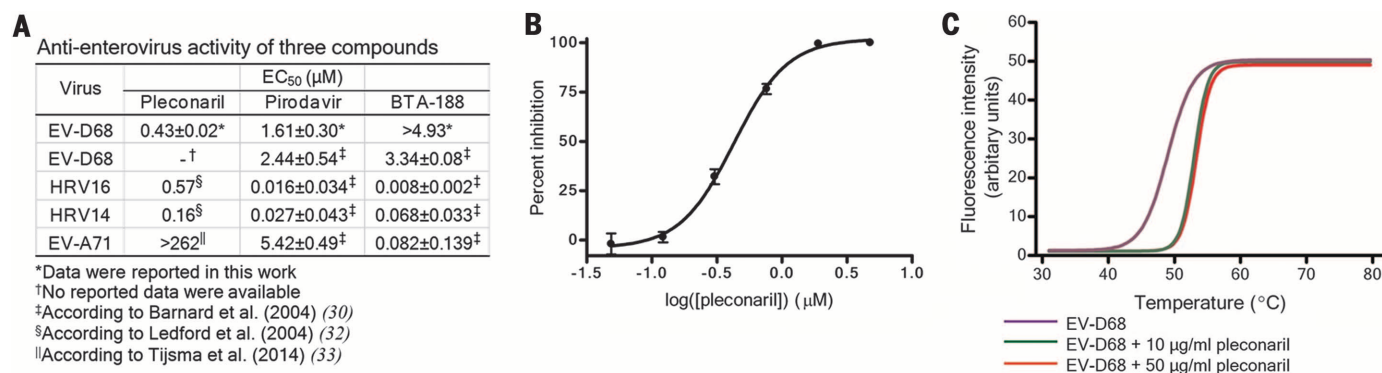 A
Anti-enterovirus activity of three compounds
Virus EC50 (µM)
Pleconaril Pirodavir BTA-188
EV-D68 0.43±0.02* 1.61±0.30* >4.93*
EV-D68 -† 2.44±0.54‡ 3.34±0.08‡
HRV16 0.57§ 0.016±0.034‡ 0.008±0.002‡
HRV14 0.16§ 0.027±0.043‡ 0.068±0.033‡
EV-A71 >262‖ 5.42±0.49‡ 0.082±0.139‡
*Data were reported in this work
†No reported data were available
‡According to Barnard et al. (2004) (30)
§According to Ledford et al. (2004) (32)
‖According to Tijsma et al. (2014) (33)
B
Percent inhibition
100
75
50
25
0
-1.5 -1.0 -0.5 0.0 0.5 1.0
log([pleconaril]) (µM)
C
Fluorescence intensity
(arbitary units)
60
50
40
30
20
10
0
30 40 50 60 70 80
Temperature (°C)
EV-D68
EV-D68 + 10 µg/ml pleconaril
EV-D68 + 50 µg/ml pleconaril